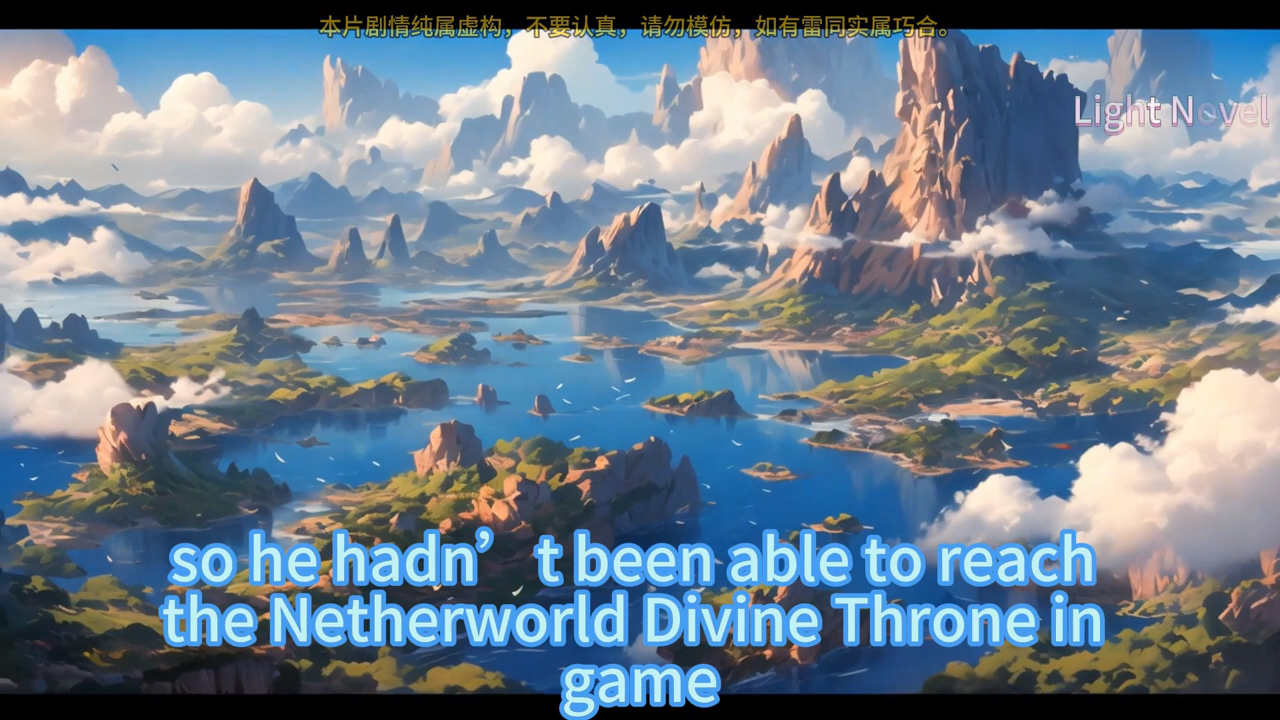 本片剧情纯属虚构，不要认真，请勿模仿，如有雷同实属巧合。
Light Novel
so he hadn’t been able to reach
the Netherworld Divine Throne in
game